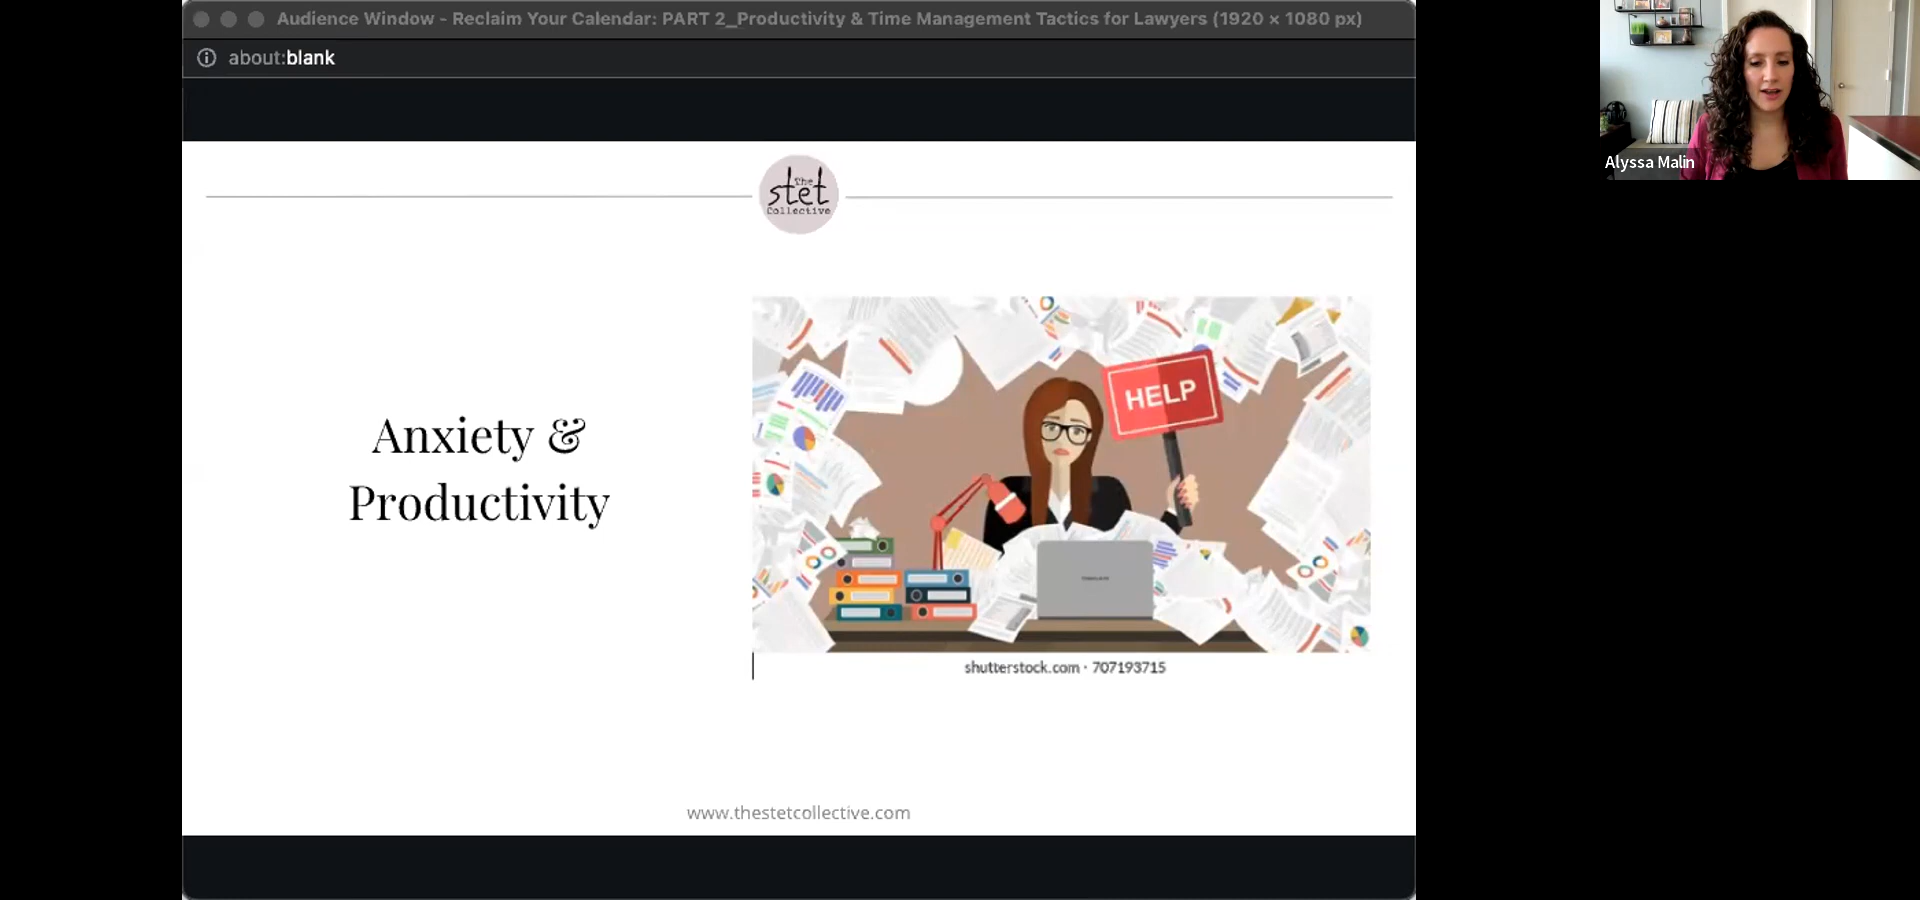 Audience Window - Reclaim Your Calendar: PART 2_Productivity & Time Management Tactics for Lawyers (1920 × 1080 px)
about:blank
The
stet
Collective
Alyssa Malin
HELP
Anxiety &
Productivity
shutterstock.com · 707193715
www.thestetcollective.com